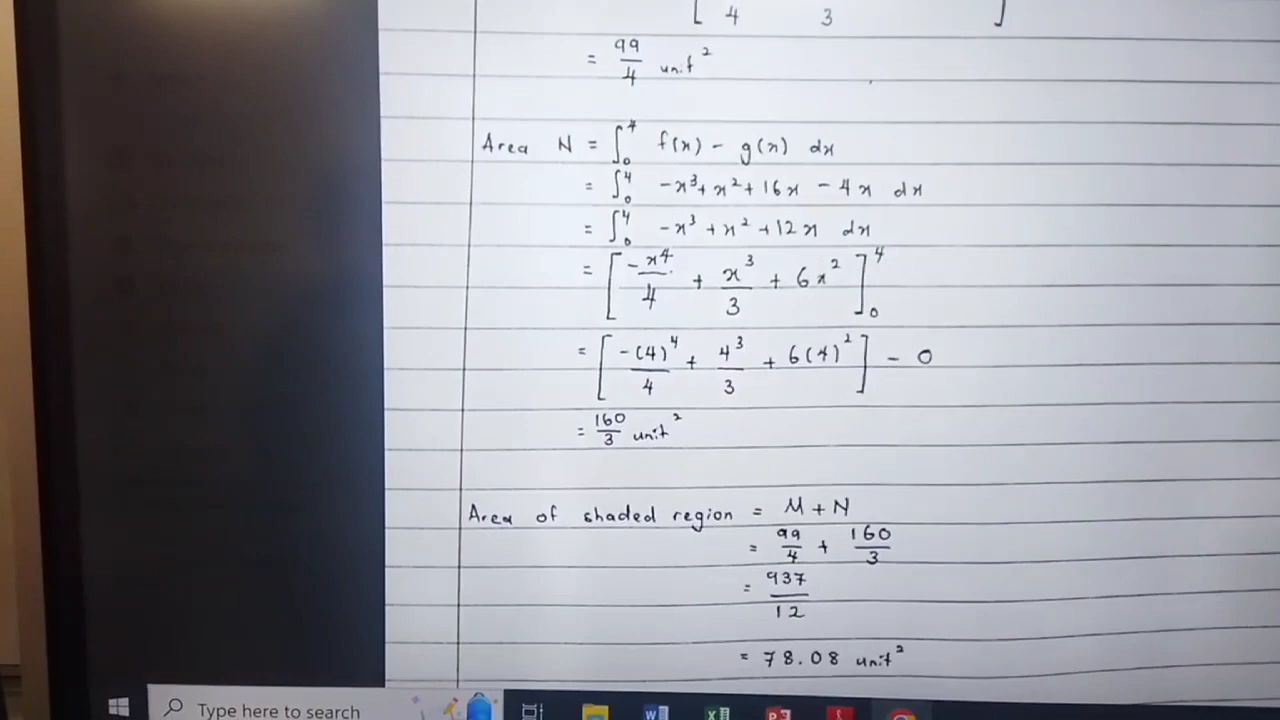 4 3
= 99/4 unit²
Area N = ∫₀⁴ f(x) - g(x) dx
= ∫₀⁴ -x³ + x² + 16x - 4x dx
= ∫₀⁴ -x³ + x² + 12x dx
= [-x⁴/4 + x³/3 + 6x²]₀⁴
= [-(4)⁴/4 + 4³/3 + 6(4)²] - 0
= 160/3 unit²
Area of shaded region = M + N
= 99/4 + 160/3
= 937/12
= 78.08 unit²
Type here to search